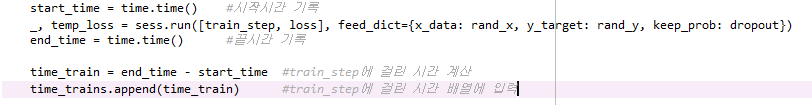 start_time = time.time()    #시작시간 기록
_, temp_loss = sess.run([train_step, loss], feed_dict={x_data: rand_x, y_target: rand_y, keep_prob: dropout})
end_time = time.time()      #끝시간 기록
time_train = end_time - start_time  #train_step에 걸린 시간 계산
time_trains.append(time_train)      #train_step에 걸린 시간 배열에 입력